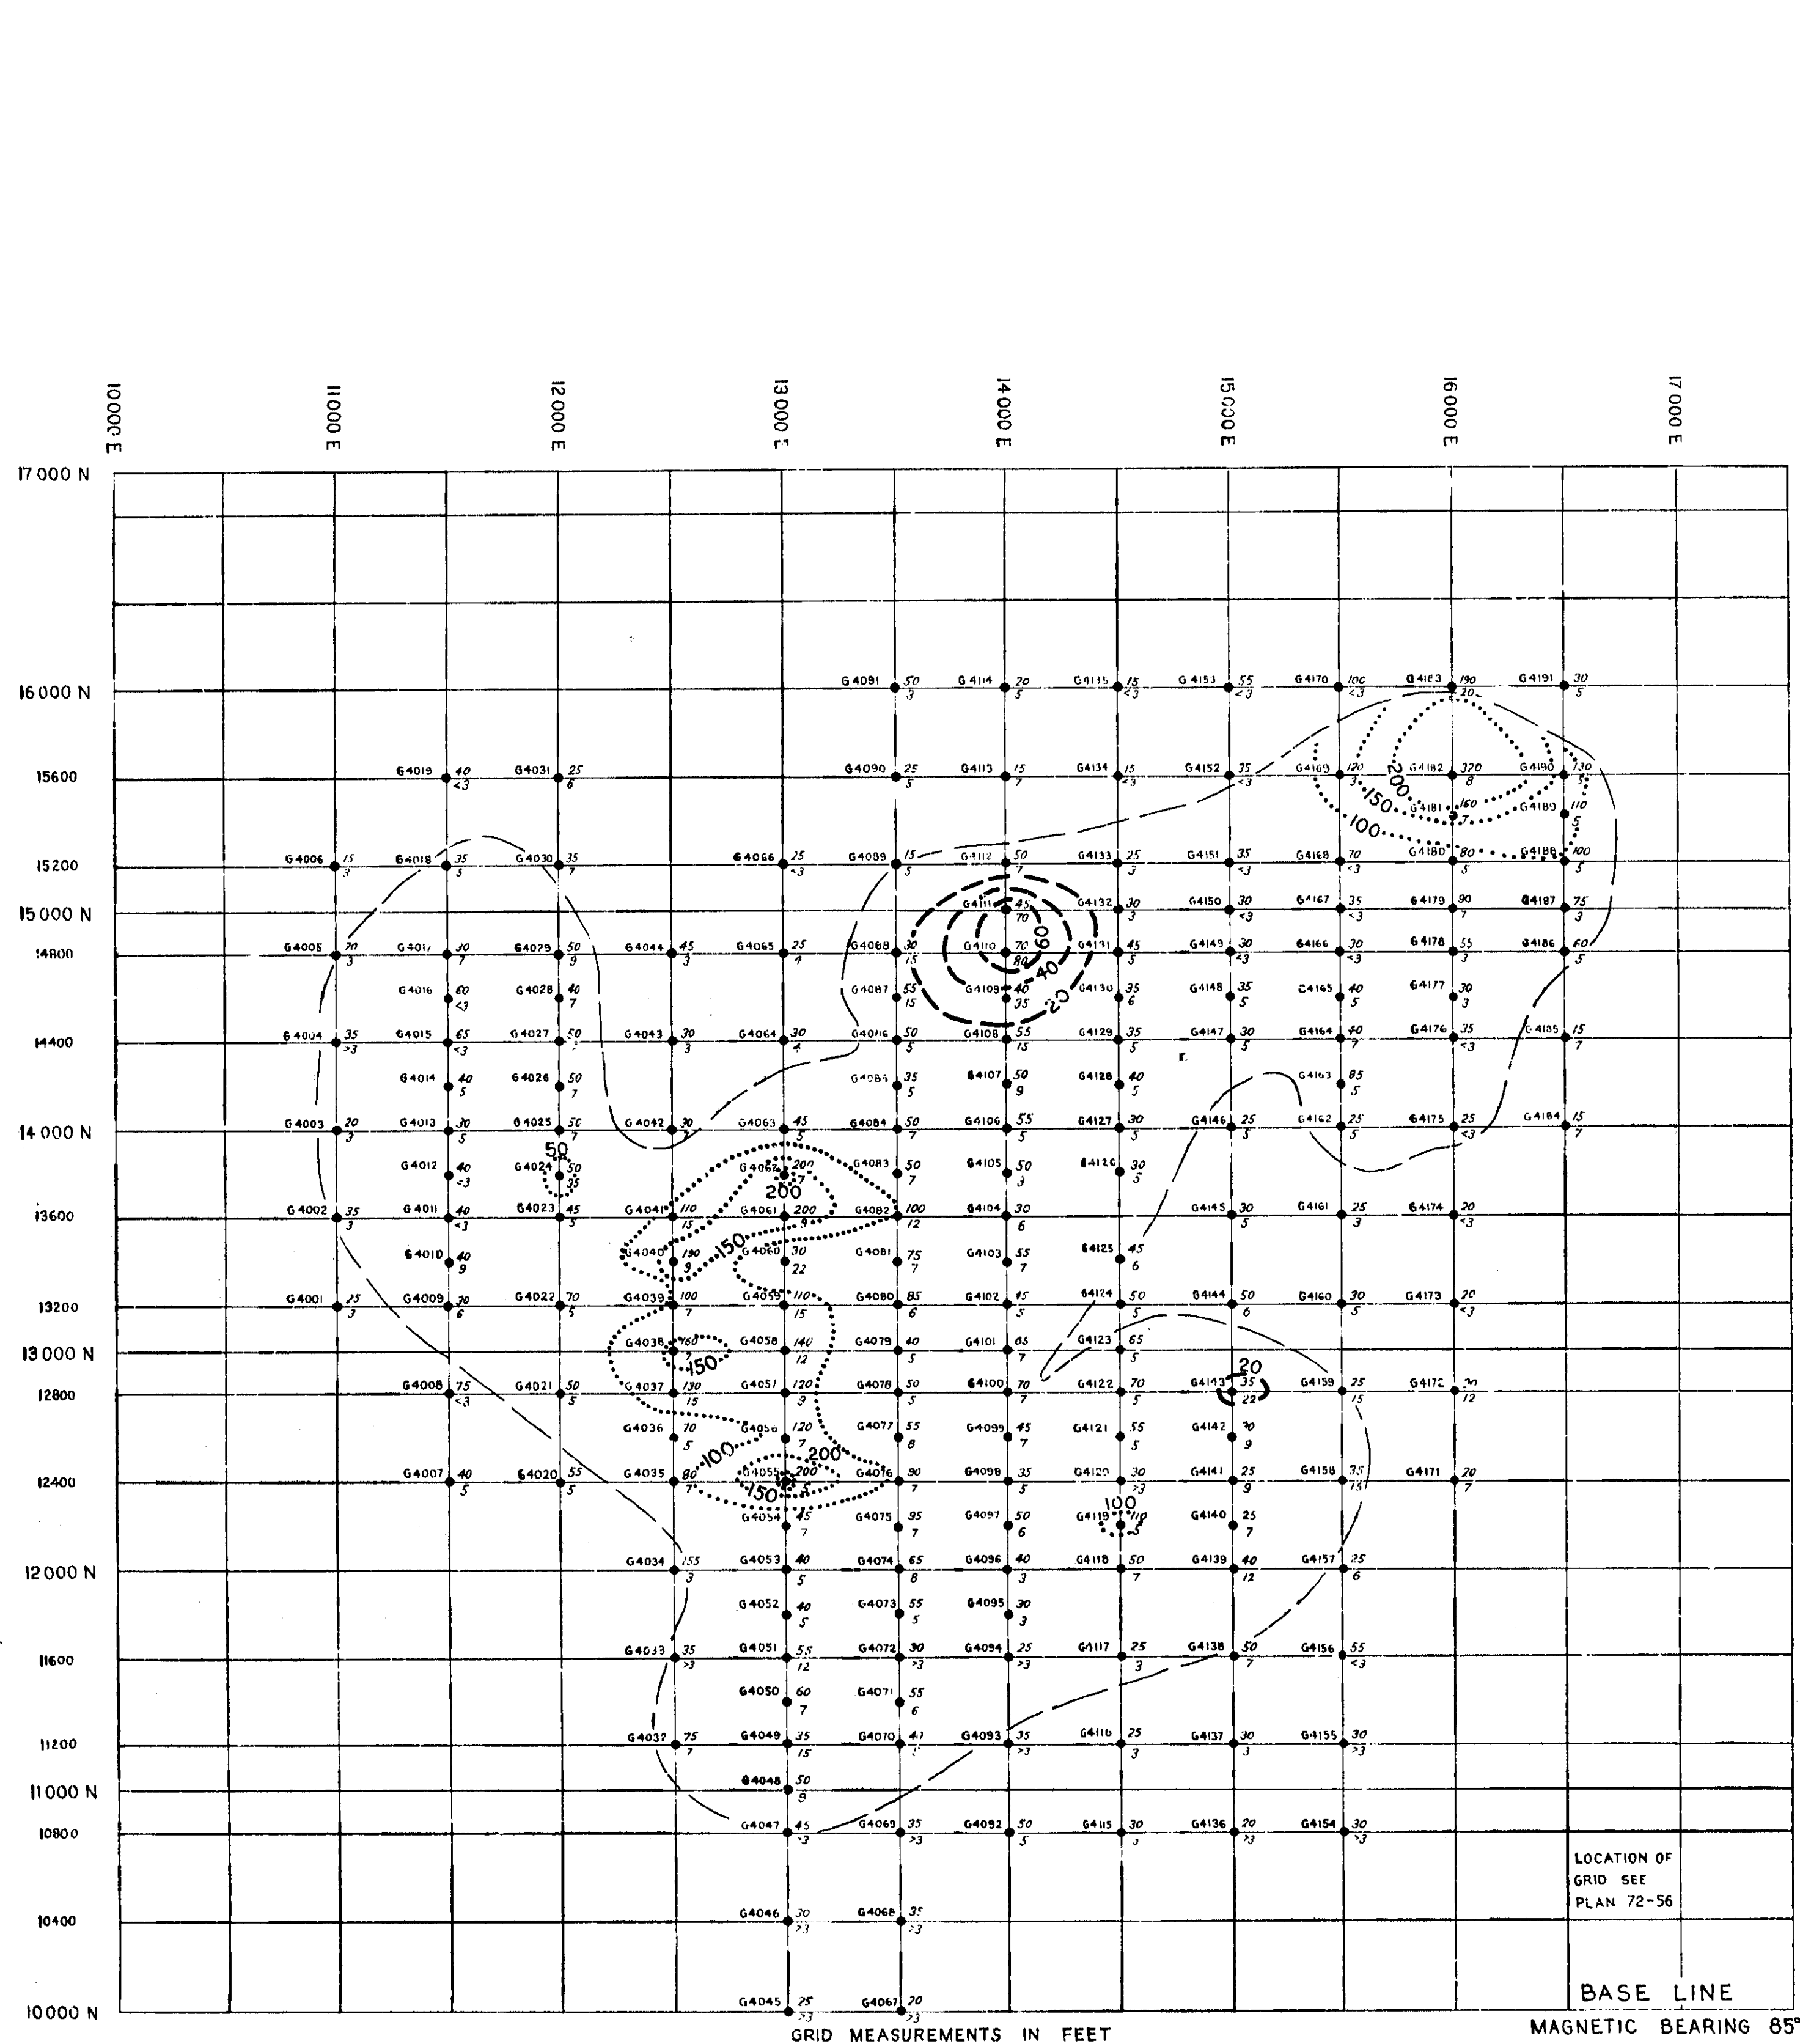 10000 E 11000 E 12000 E 13000 E 14000 E 15000 E 16000 E 17000 E
17000 N
16000 N G4091 50 3 G4114 20 5 G4135 15 <3 G4153 55 <3 G4170 100 <3 G4183 190 20 G4191 30 5
15600 G4019 40 <3 G4031 25 6 G4090 25 5 G4113 15 7 G4134 15 <3 G4152 35 <3 G4169 120 3 G4182 320 8 G4190 130 5
200
150 G4181 160 7 G4189 110 5
100
15200 G4006 15 3 G4018 35 5 G4030 35 7 G4066 25 <3 G4089 15 5 G4112 50 7 G4133 25 3 G4151 35 <3 G4168 70 <3 G4180 80 5 G4188 100 5
15000 N G4111 45 70 G4132 30 3 G4150 30 <3 G4167 35 <3 G4179 90 7 G4187 75 3
60
14800 G4005 20 3 G4017 30 7 G4029 50 9 G4044 45 3 G4065 25 4 G4088 30 15 G4110 70 80 G4131 45 5 G4149 30 <3 G4166 30 <3 G4178 55 3 G4186 60 5
40
G4016 60 <3 G4028 40 7 G4087 55 15 G4109 35 20 G4130 35 6 G4148 35 5 G4165 40 5 G4177 30 3
14400 G4004 35 >3 G4015 65 <3 G4027 50 G4043 30 3 G4064 30 4 G4086 50 5 G4108 55 15 G4129 35 5 G4147 30 5 G4164 40 7 G4176 35 <3 G4185 15 7
G4014 40 5 G4026 50 7 G4085 35 5 G4107 50 9 G4128 40 5 G4163 85 5
14000 N G4003 20 3 G4013 30 5 G4025 50 7 G4042 30 7 G4063 45 5 G4084 50 7 G4106 55 5 G4127 30 5 G4146 25 5 G4162 25 5 G4175 25 <3 G4184 15 7
50
G4012 40 <3 G4024 50 35 G4062 200 7 G4083 50 7 G4105 50 3 G4126 30 5
200
13600 G4002 35 3 G4011 40 <3 G4023 45 5 G4041 110 15 G4061 200 9 G4082 100 12 G4104 30 6 G4145 30 5 G4161 25 3 G4174 20 <3
150
G4010 40 9 G4040 190 9 G4060 30 22 G4081 75 7 G4103 55 7 G4125 45 6
13200 G4001 25 3 G4009 30 6 G4022 70 5 G4039 100 7 G4059 110 15 G4080 85 6 G4102 45 5 G4124 50 5 G4144 50 6 G4160 30 5 G4173 20 <3
13000 N G4038 160 G4058 140 12 G4079 40 5 G4101 65 7 G4123 65 5
150 20
12800 G4008 75 <3 G4021 50 5 G4037 130 15 G4057 120 3 G4078 50 5 G4100 70 7 G4122 70 5 G4143 35 22 G4159 25 15 G4172 30 12
G4036 70 5 G4056 120 7 G4077 55 8 G4099 45 7 G4121 55 5 G4142 30 9
100 200
12400 G4007 40 5 G4020 55 5 G4035 80 7 G4055 200 5 G4076 90 7 G4098 35 5 G4120 30 >3 G4141 25 9 G4158 35 15 G4171 20 7
150 100
G4054 45 7 G4075 95 7 G4097 50 6 G4119 110 5 G4140 25 7
12000 N G4034 155 3 G4053 40 5 G4074 65 8 G4096 40 3 G4118 50 7 G4139 40 12 G4157 25 6
G4052 40 5 G4073 55 5 G4095 30 3
11600 G4033 35 >3 G4051 55 12 G4072 30 >3 G4094 25 >3 G4117 25 3 G4138 50 7 G4156 55 <3
G4050 60 7 G4071 55 6
11200 G4032 75 7 G4049 35 15 G4070 40 G4093 35 >3 G4116 25 3 G4137 30 3 G4155 30 >3
11000 N G4048 50 9
10800 G4047 45 >3 G4069 35 >3 G4092 50 5 G4115 30 3 G4136 20 >3 G4154 30 >3
LOCATION OF
GRID SEE
PLAN 72-56
10400 G4046 30 >3 G4068 35 >3
BASE LINE
10000 N G4045 25 >3 G4067 20 >3
GRID MEASUREMENTS IN FEET
MAGNETIC BEARING 85°